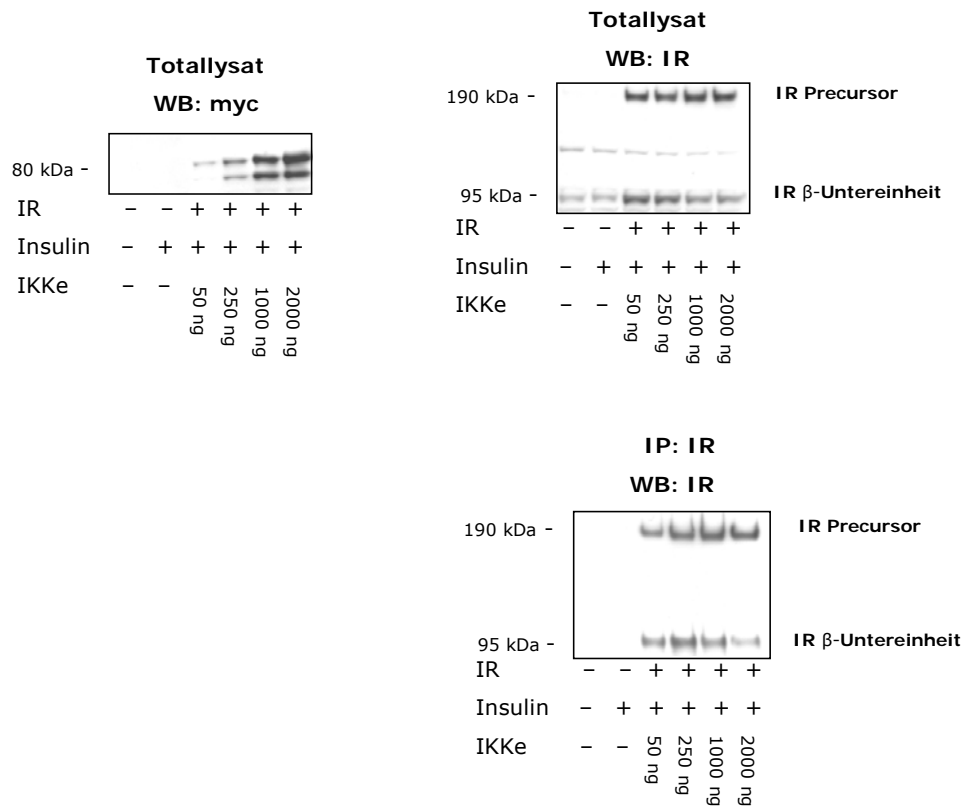 Totallysat
WB: myc
80 kDa -
IR – – + + + +
Insulin – + + + + +
IKKe – – 50 ng 250 ng 1000 ng 2000 ng
Totallysat
WB: IR
190 kDa - IR Precursor
95 kDa - IR β-Untereinheit
IR – – + + + +
Insulin – + + + + +
IKKe – – 50 ng 250 ng 1000 ng 2000 ng
IP: IR
WB: IR
190 kDa - IR Precursor
95 kDa - IR β-Untereinheit
IR – – + + + +
Insulin – + + + + +
IKKe – – 50 ng 250 ng 1000 ng 2000 ng